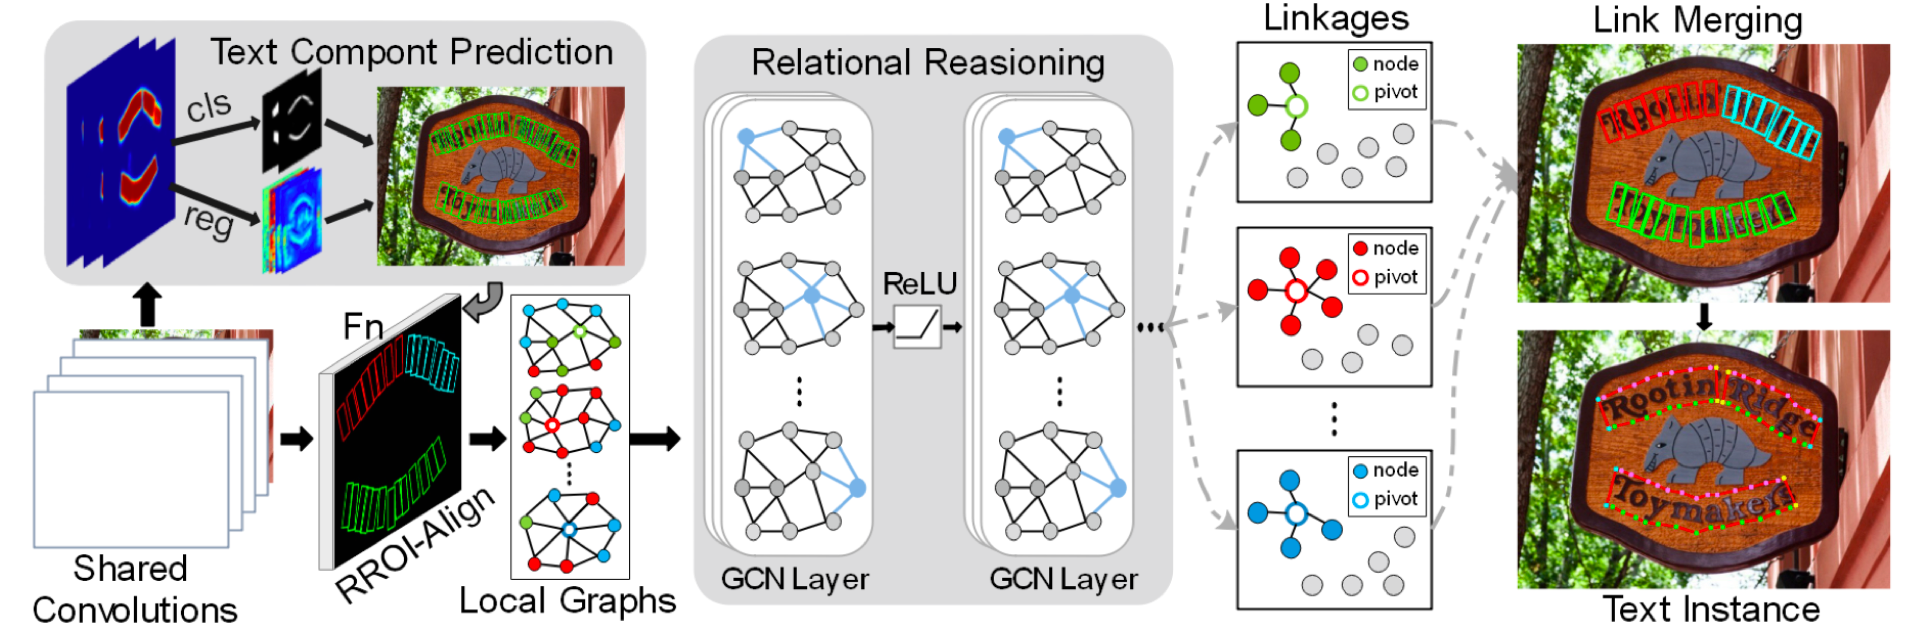 Text Compont Prediction
cls
reg
Shared
Convolutions
Fn
RROI-Align
Local Graphs
Relational Reasioning
GCN Layer
ReLU
GCN Layer
Linkages
node
pivot
node
pivot
node
pivot
Link Merging
Rootin Ridge
Toymakers
Text Instance